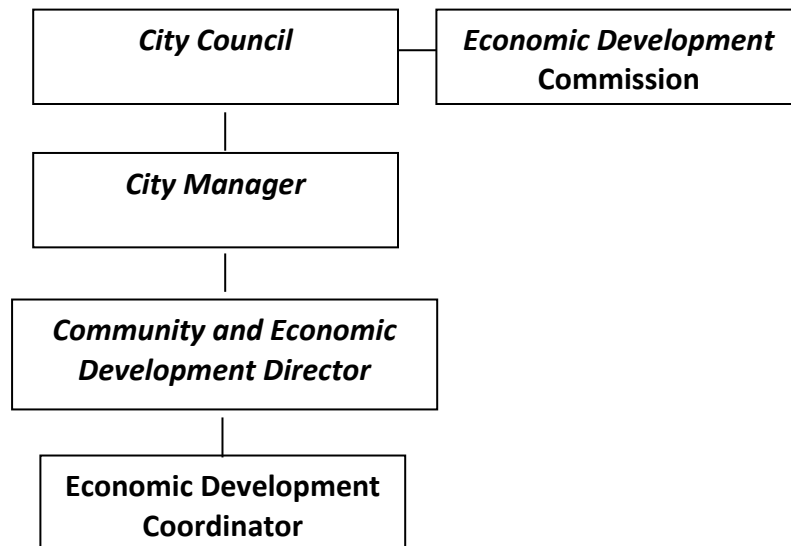 City Council
Economic Development
Commission
City Manager
Community and Economic
Development Director
Economic Development
Coordinator